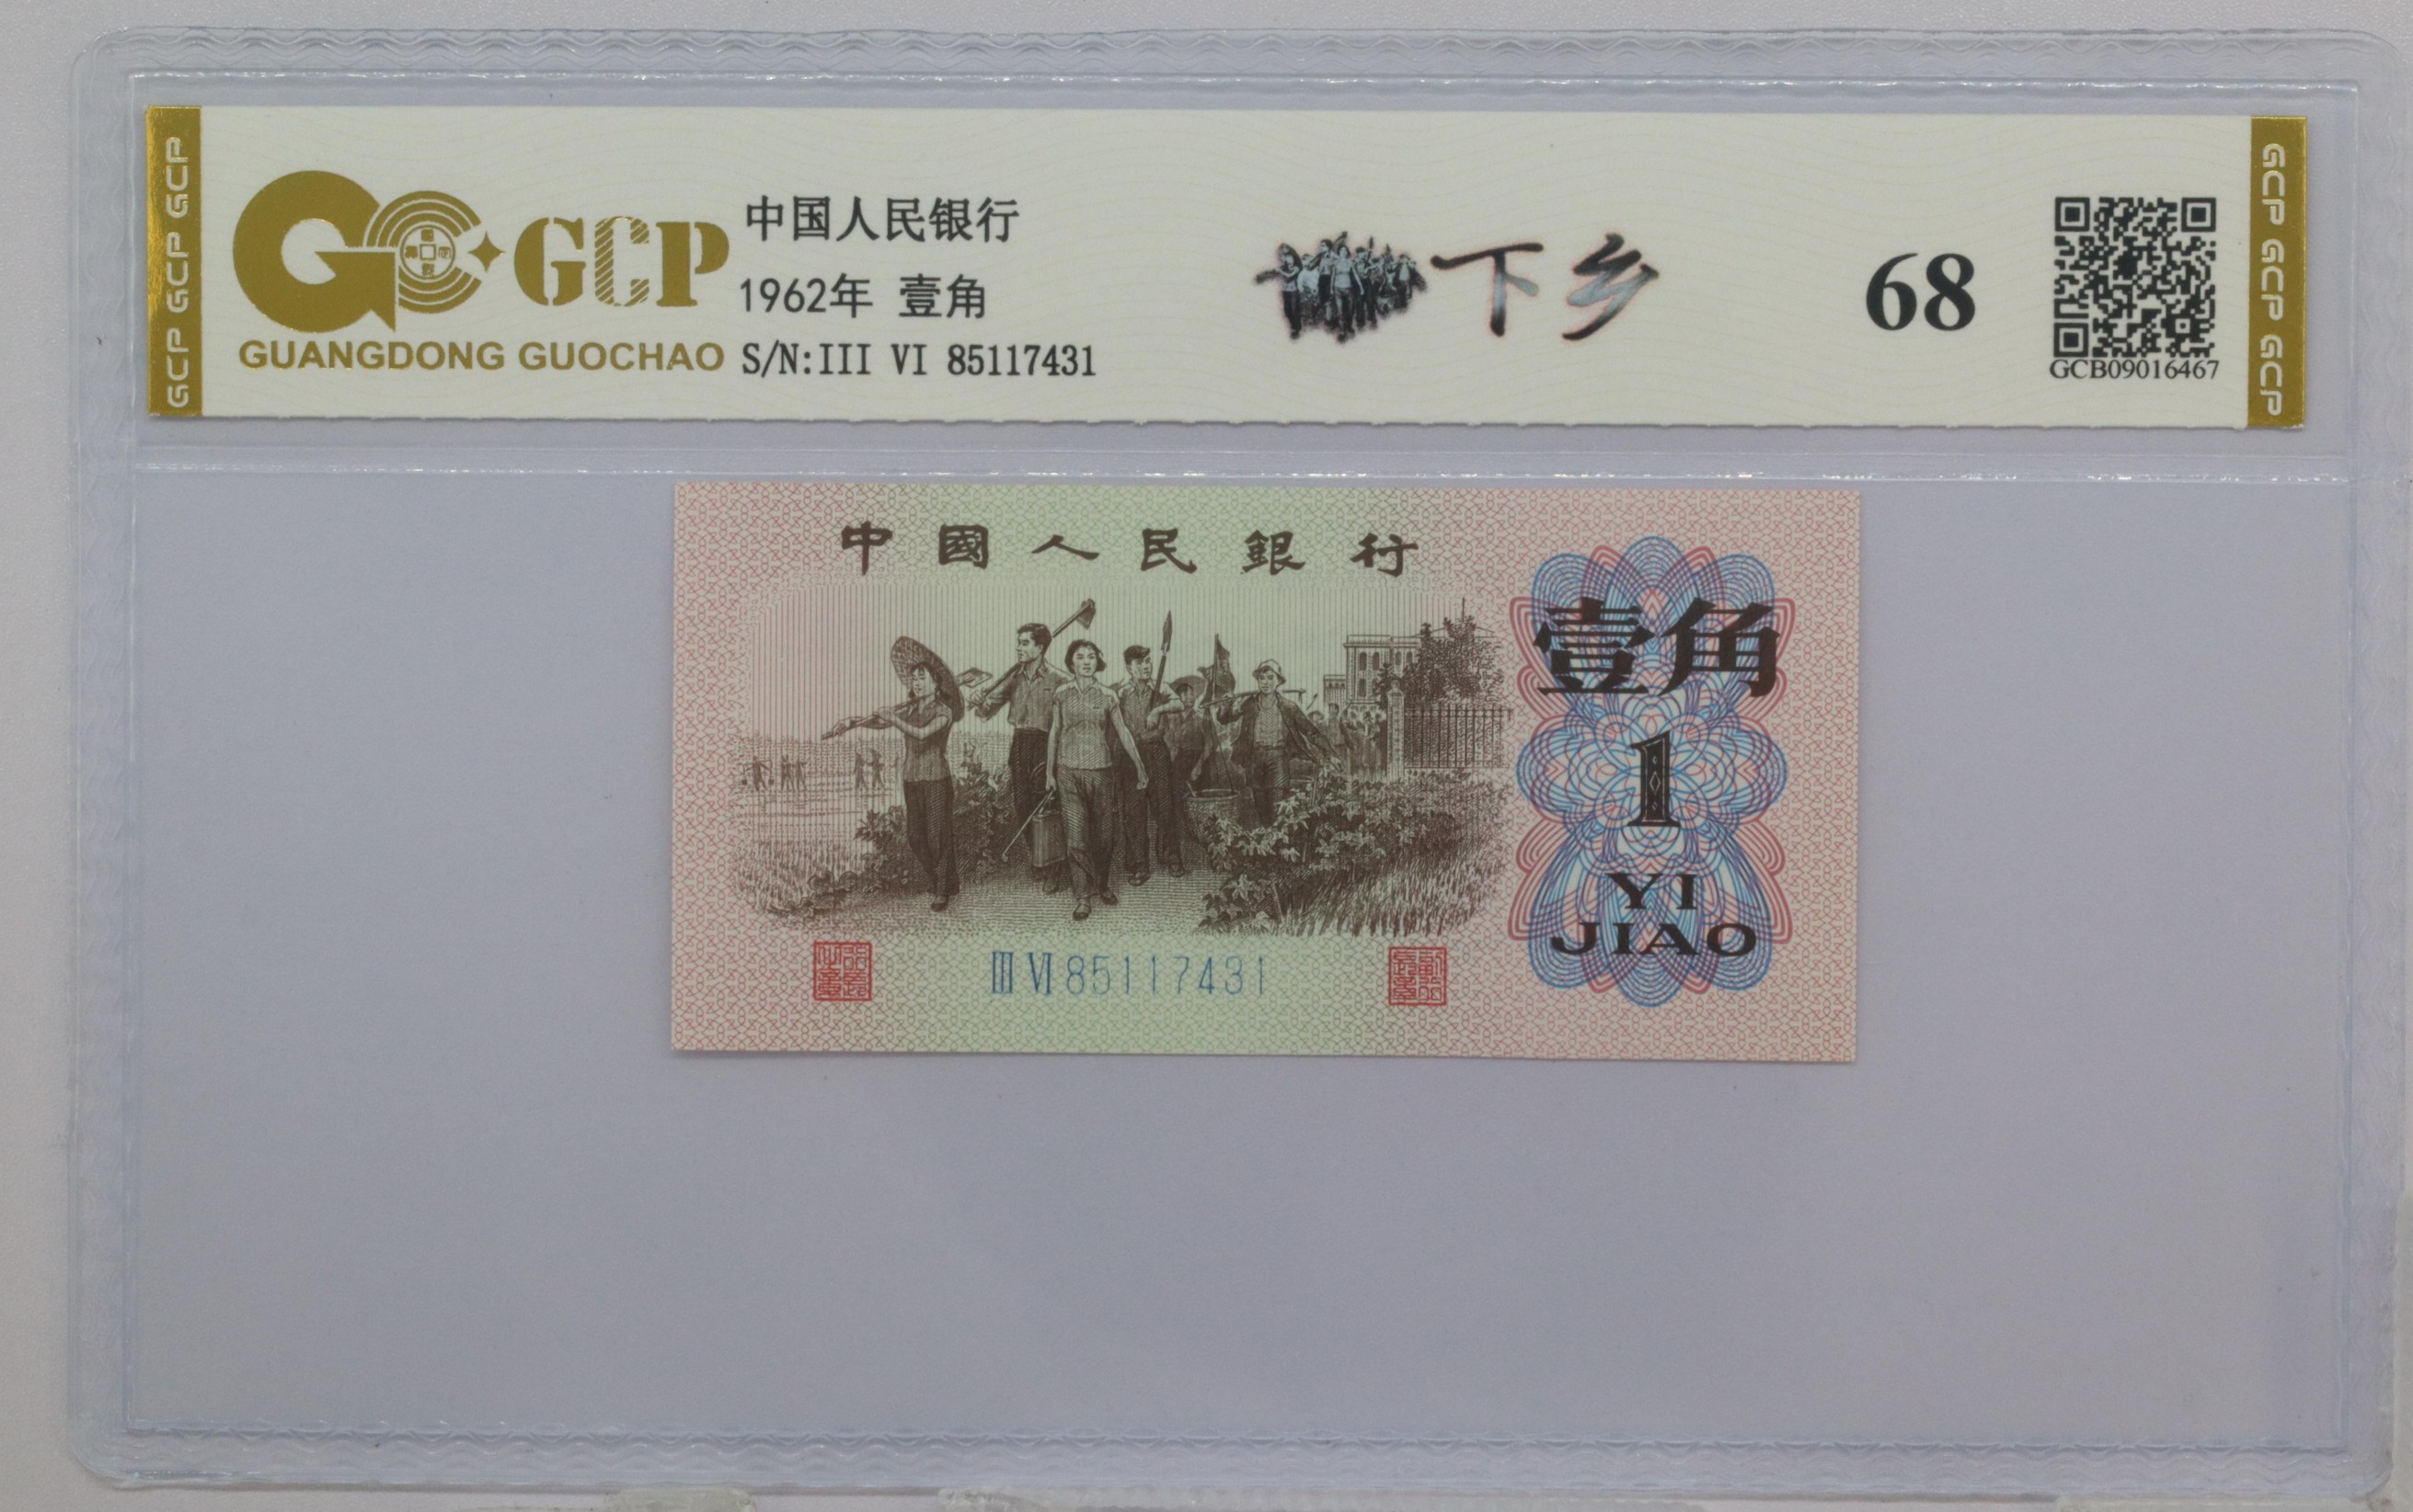 GCP GCP GCP
GCP
GUANGDONG GUOCHAO
中国人民银行
1962年 壹角
S/N:III VI 85117431
下乡
68
GCB09016467
GCP GCP GCP
中國人民銀行
壹角
1
YI
JIAO
III VI 85117431